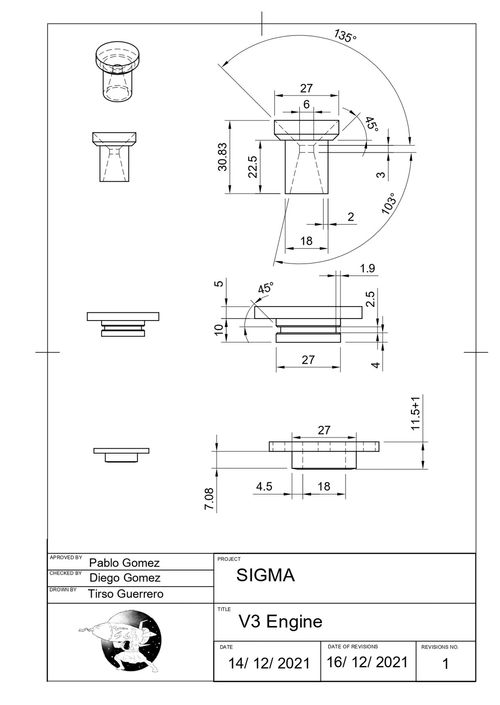 135°
27
6
45°
30.83
22.5
3
103°
2
18
1.9
5
45°
2.5
10
27
4
11.5+1
27
4.5
18
7.08
APROVED BY
Pablo Gomez
CHECKED BY
Diego Gomez
DROWN BY
Tirso Guerrero
PROJECT
SIGMA
TITLE
V3 Engine
DATE
14/ 12/ 2021
DATE OF REVISIONS
16/ 12/ 2021
REVISIONS NO.
1